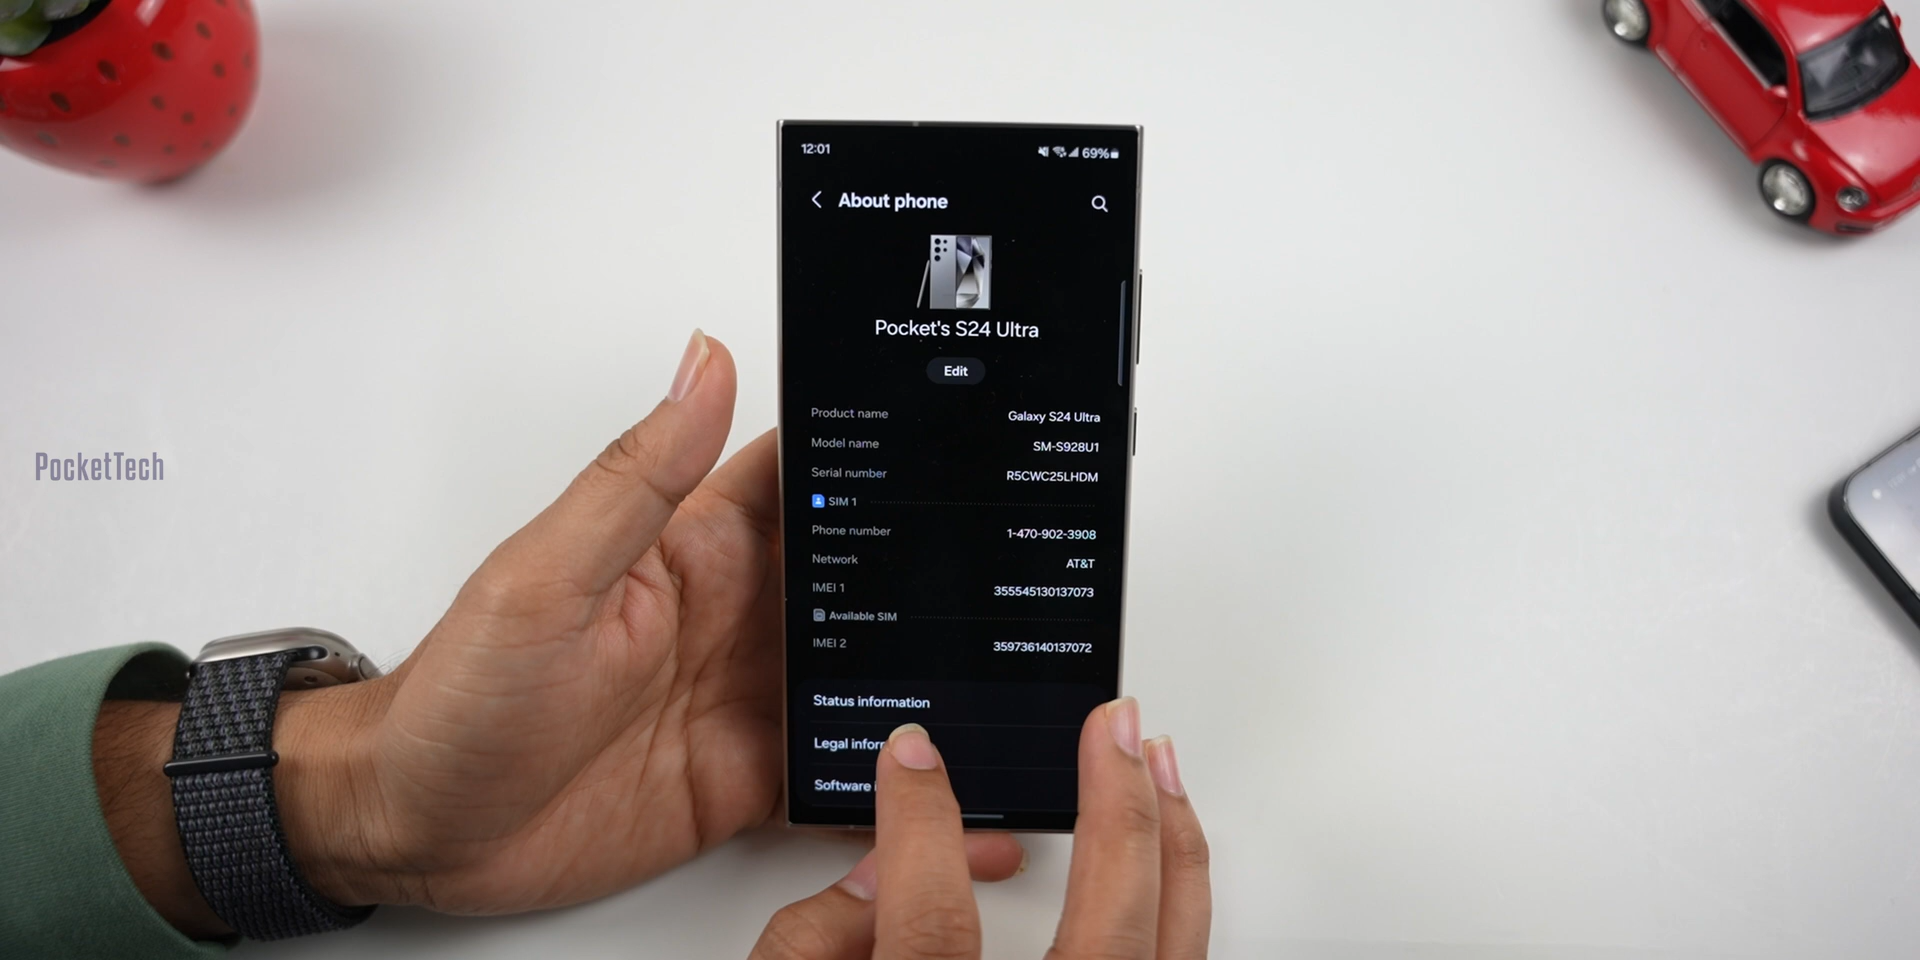 12:01
69%
About phone
Pocket's S24 Ultra
Edit
Product name Galaxy S24 Ultra
Model name SM-S928U1
Serial number R5CWC25LHDM
SIM 1
Phone number 1-470-902-3908
Network AT&T
IMEI 1 355545130137073
Available SIM
IMEI 2 359736140137072
Status information
Legal infor
Software i
PocketTech